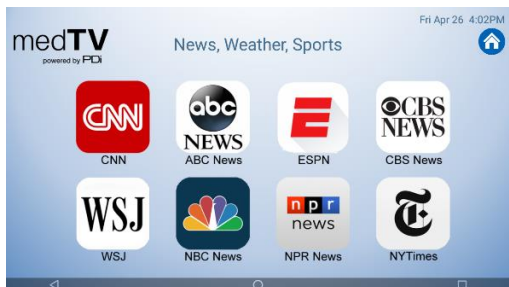 Fri Apr 26 4:02PM
medTV
powered by PDi
News, Weather, Sports
CNN
abc
NEWS
E
CBS
NEWS
CNN
ABC News
ESPN
CBS News
WSJ
npr
news
T
WSJ
NBC News
NPR News
NYTimes